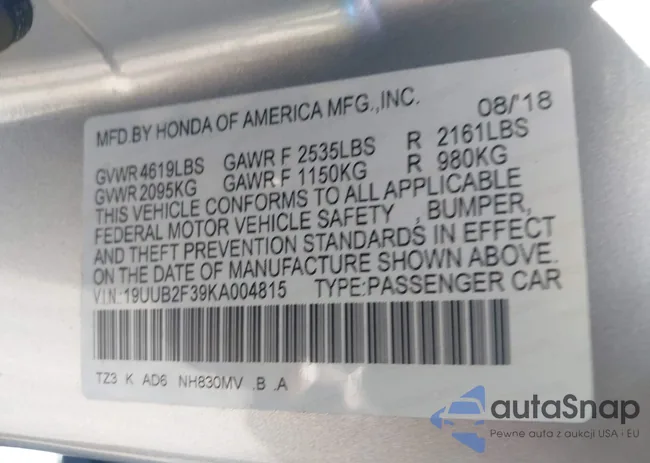 MFD.BY HONDA OF AMERICA MFG.,INC. 08/'18
GVWR 4619LBS GAWR F 2535LBS R 2161LBS
GVWR 2095KG GAWR F 1150KG R 980KG
THIS VEHICLE CONFORMS TO ALL APPLICABLE
FEDERAL MOTOR VEHICLE SAFETY , BUMPER,
AND THEFT PREVENTION STANDARDS IN EFFECT
ON THE DATE OF MANUFACTURE SHOWN ABOVE.
V.I.N.:19UUB2F39KA004815 TYPE:PASSENGER CAR
TZ3 K AD6 NH830MV .B .A
autaSnap
Pewne auta z aukcji USA i EU